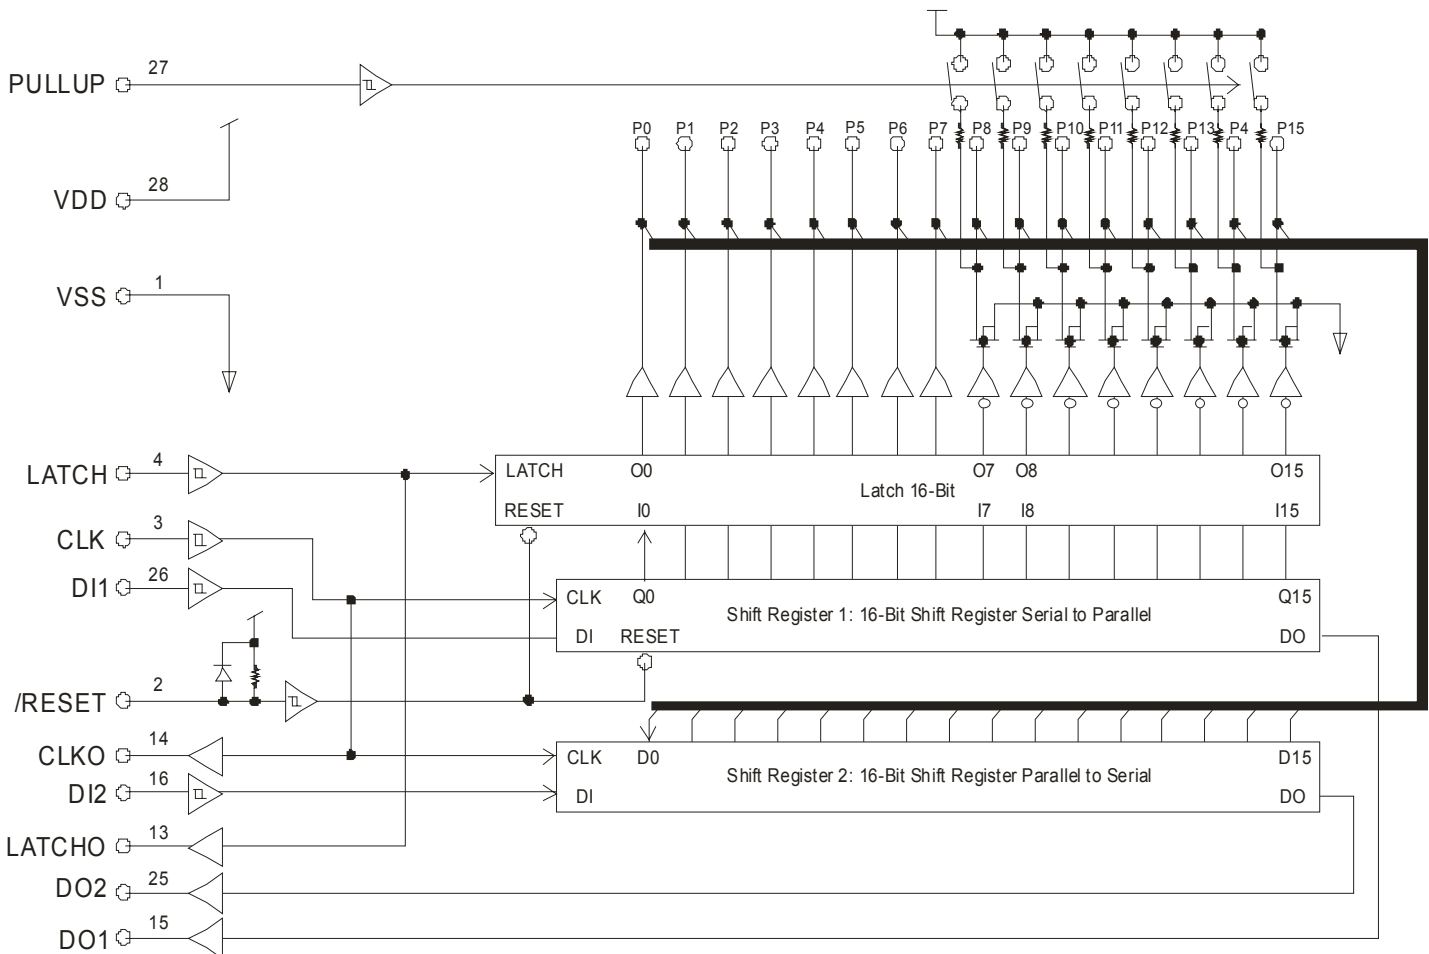 PULLUP 27
VDD 28
VSS 1
P0 P1 P2 P3 P4 P5 P6 P7 P8 P9 P10 P11 P12 P13 P4 P15
LATCH 4
LATCH O0 O7 O8 O15
Latch 16-Bit
RESET I0 I7 I8 I15
CLK 3
DI1 26
CLK Q0 Q15
Shift Register 1: 16-Bit Shift Register Serial to Parallel
DI RESET DO
/RESET 2
CLKO 14
CLK D0 D15
Shift Register 2: 16-Bit Shift Register Parallel to Serial
DI2 16
DI DO
LATCHO 13
DO2 25
DO1 15